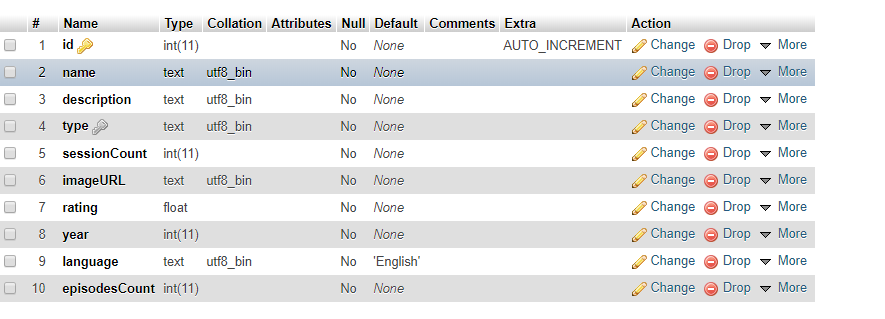 # Name Type Collation Attributes Null Default Comments Extra Action
1 id int(11) No None AUTO_INCREMENT Change Drop More
2 name text utf8_bin No None Change Drop More
3 description text utf8_bin No None Change Drop More
4 type text utf8_bin No None Change Drop More
5 sessionCount int(11) No None Change Drop More
6 imageURL text utf8_bin No None Change Drop More
7 rating float No None Change Drop More
8 year int(11) No None Change Drop More
9 language text utf8_bin No 'English' Change Drop More
10 episodesCount int(11) No None Change Drop More